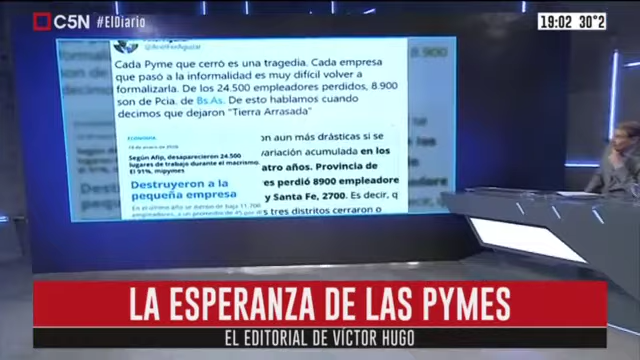 C5N #ElDiario
19:02 30°2
Cada Pyme que cerró es una tragedia. Cada empresa
que pasó a la informalidad es muy difícil volver a
formalizarla. De los 24.500 empleadores perdidos, 8.900
son de Pcia. de Bs.As. De esto hablamos cuando
decimos que dejaron "Tierra Arrasada"
8.900
Según Afip, desaparecieron 24.500
lugares de trabajo durante el macrismo.
El 91%, mipymes
Destruyeron a la
pequeña empresa
on aun más drásticas si se
variación acumulada en los
atro años. Provincia de
res perdió 8900 empleadore
y Santa Fe, 2700. Es decir, q
s tres distritos cerraron o
LA ESPERANZA DE LAS PYMES
EL EDITORIAL DE VÍCTOR HUGO